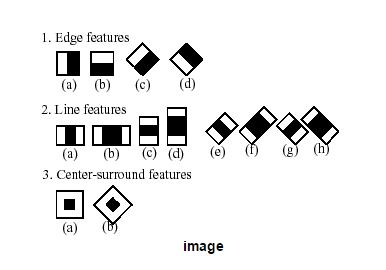 1. Edge features
(a) (b) (c) (d)
2. Line features
(a) (b) (c) (d) (e) (f) (g) (h)
3. Center-surround features
(a) (b)
image